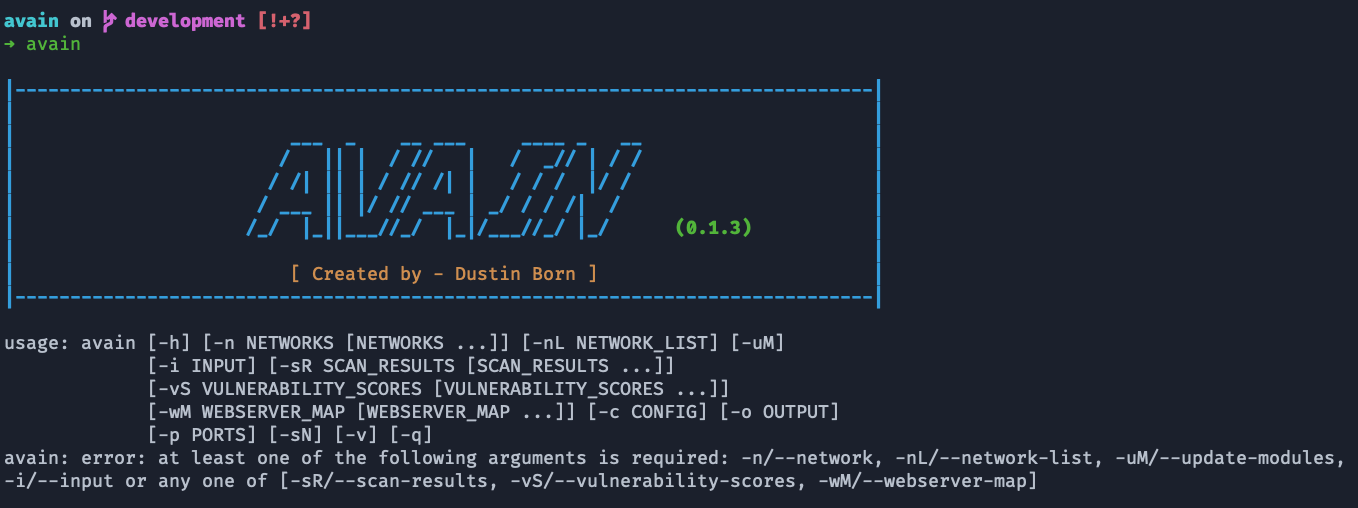 avain on development [!+?]
➜ avain
AVAIN
(0.1.3)
[ Created by - Dustin Born ]
usage: avain [-h] [-n NETWORKS [NETWORKS ...]] [-nL NETWORK_LIST] [-uM]
[-i INPUT] [-sR SCAN_RESULTS [SCAN_RESULTS ...]]
[-vS VULNERABILITY_SCORES [VULNERABILITY_SCORES ...]]
[-wM WEBSERVER_MAP [WEBSERVER_MAP ...]] [-c CONFIG] [-o OUTPUT]
[-p PORTS] [-sN] [-v] [-q]
avain: error: at least one of the following arguments is required: -n/--network, -nL/--network-list, -uM/--update-modules,
-i/--input or any one of [-sR/--scan-results, -vS/--vulnerability-scores, -wM/--webserver-map]